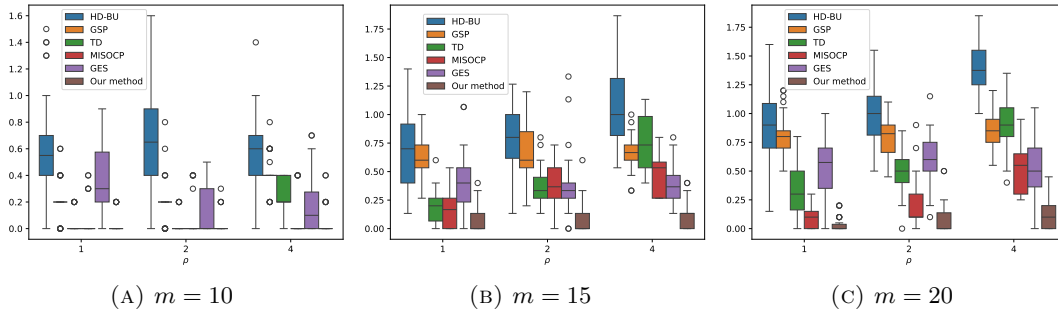 1.6
1.4
1.2
1.0
0.8
0.6
0.4
0.2
0.0
HD-BU
GSP
TD
MISOCP
GES
Our method
1 2 4
ρ
(A) m = 10
1.75
1.50
1.25
1.00
0.75
0.50
0.25
0.00
HD-BU
GSP
TD
MISOCP
GES
Our method
1 2 4
ρ
(B) m = 15
1.75
1.50
1.25
1.00
0.75
0.50
0.25
0.00
HD-BU
GSP
TD
MISOCP
GES
Our method
1 2 4
ρ
(C) m = 20